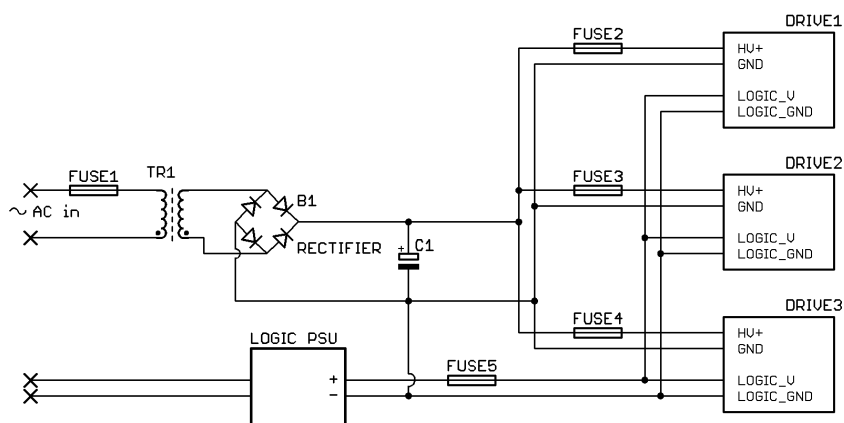 DRIVE1
FUSE2
HV+
GND
LOGIC_V
LOGIC_GND
DRIVE2
FUSE1
TR1
FUSE3
HV+
GND
~ AC in
B1
RECTIFIER
+ C1
LOGIC_V
LOGIC_GND
DRIVE3
FUSE4
HV+
GND
LOGIC PSU
FUSE5
+
-
LOGIC_V
LOGIC_GND